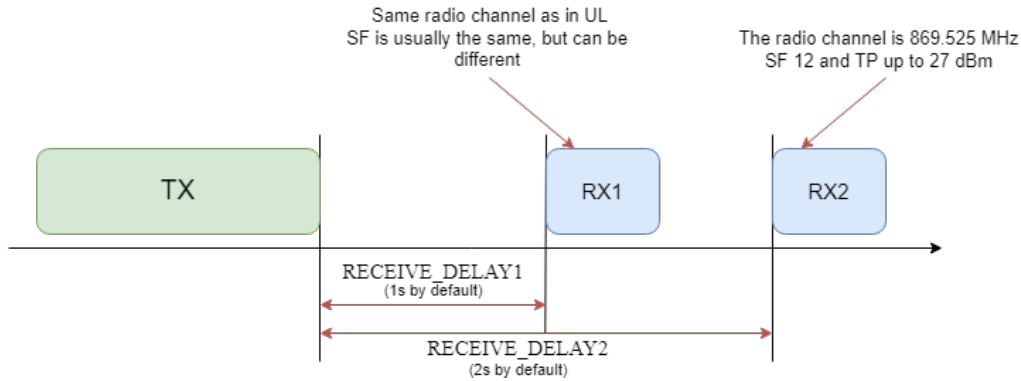 Same radio channel as in UL
SF is usually the same, but can be
different
The radio channel is 869.525 MHz
SF 12 and TP up to 27 dBm
TX
RX1
RX2
RECEIVE_DELAY1
(1s by default)
RECEIVE_DELAY2
(2s by default)